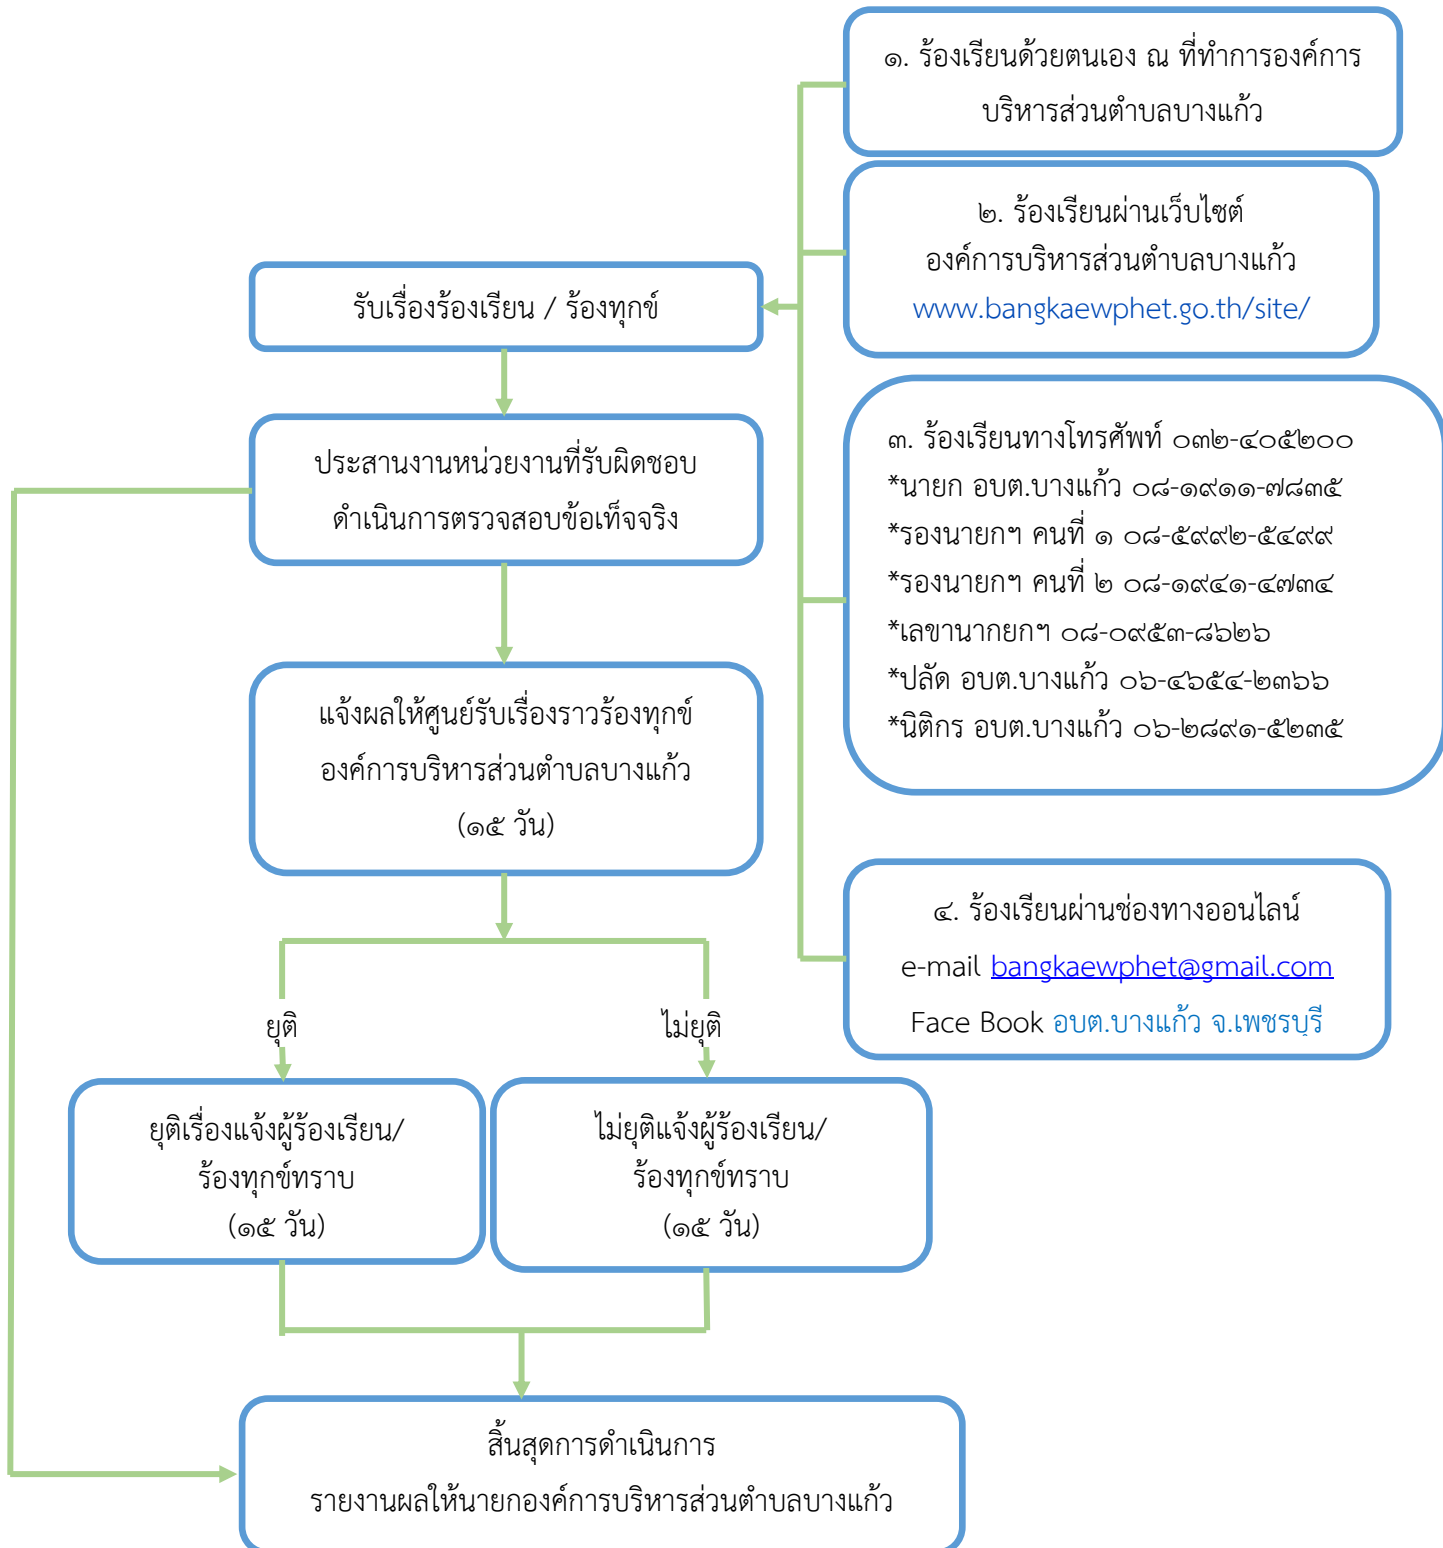 ๑. ร้องเรียนด้วยตนเอง ณ ที่ทำการองค์การ
บริหารส่วนตำบลบางแก้ว
๒. ร้องเรียนผ่านเว็บไซต์
องค์การบริหารส่วนตำบลบางแก้ว
www.bangkaewphet.go.th/site/
รับเรื่องร้องเรียน / ร้องทุกข์
๓. ร้องเรียนทางโทรศัพท์ ๐๓๒-๔๐๕๒๐๐
*นายก อบต.บางแก้ว ๐๘-๑๙๑๑-๗๘๓๕
*รองนายกฯ คนที่ ๑ ๐๘-๕๙๙๒-๕๔๙๙
*รองนายกฯ คนที่ ๒ ๐๘-๑๙๔๑-๔๗๓๔
*เลขานากยกฯ ๐๘-๐๙๕๓-๘๖๒๖
*ปลัด อบต.บางแก้ว ๐๖-๔๖๕๔-๒๓๖๖
*นิติกร อบต.บางแก้ว ๐๖-๒๘๙๑-๕๒๓๕
ประสานงานหน่วยงานที่รับผิดชอบ
ดำเนินการตรวจสอบข้อเท็จจริง
แจ้งผลให้ศูนย์รับเรื่องราวร้องทุกข์
องค์การบริหารส่วนตำบลบางแก้ว
(๑๕ วัน)
๔. ร้องเรียนผ่านช่องทางออนไลน์
e-mail bangkaewphet@gmail.com
Face Book อบต.บางแก้ว จ.เพชรบุรี
ยุติ
ไม่ยุติ
ยุติเรื่องแจ้งผู้ร้องเรียน/
ร้องทุกข์ทราบ
(๑๕ วัน)
ไม่ยุติแจ้งผู้ร้องเรียน/
ร้องทุกข์ทราบ
(๑๕ วัน)
สิ้นสุดการดำเนินการ
รายงานผลให้นายกองค์การบริหารส่วนตำบลบางแก้ว